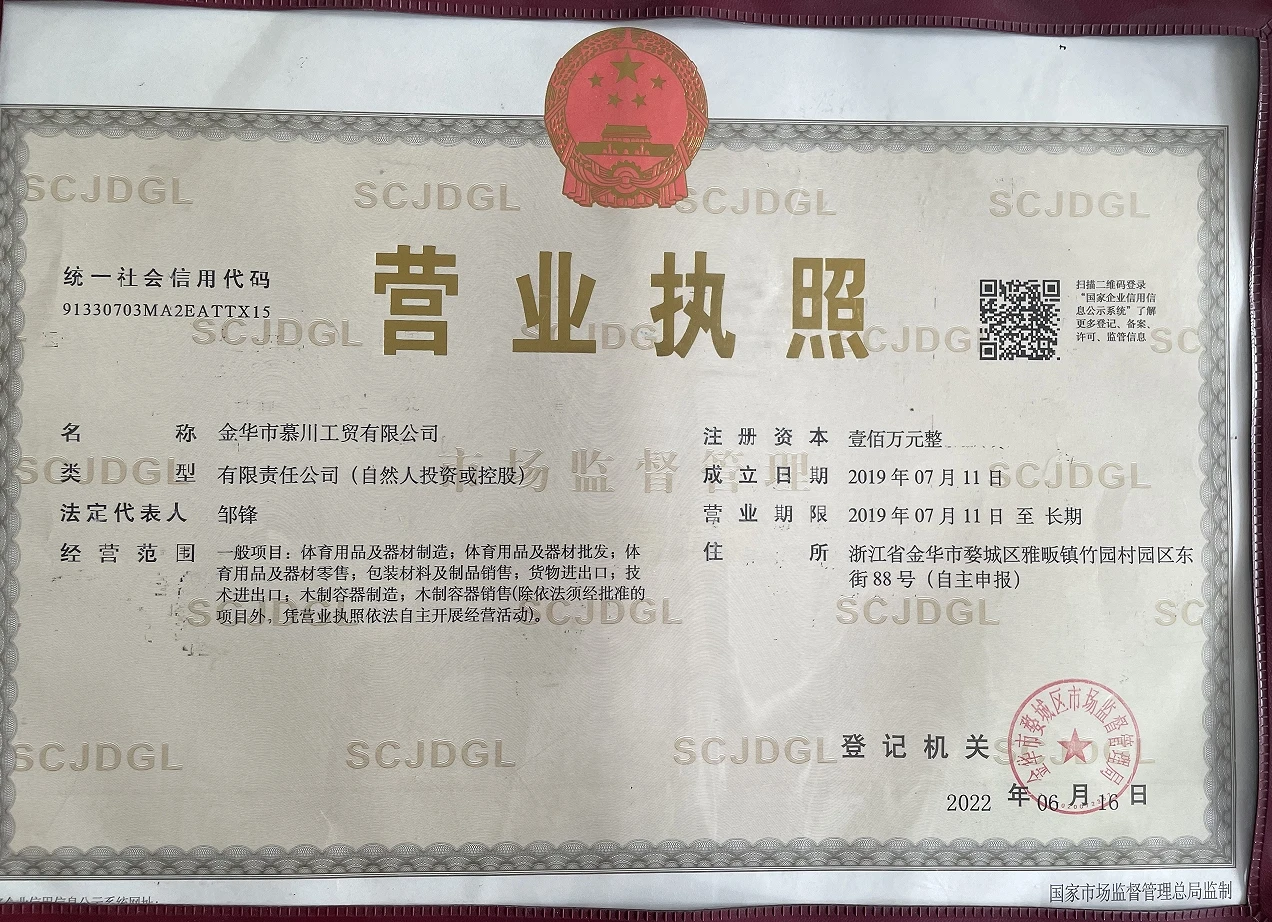 SCJDGL SCJDGL SCJDGL SCJDGL
营业执照
统一社会信用代码
91330703MA2EATTX15
扫描二维码登录
“国家企业信用信
息公示系统”了解
更多登记、备案、
许可、监管信息
SCJDGL
名称 金华市慕川工贸有限公司
类型 有限责任公司（自然人投资或控股）
法定代表人 邹锋
经营范围 一般项目：体育用品及器材制造；体育用品及器材批发；体
育用品及器材零售；包装材料及制品销售；货物进出口；技
术进出口；木制容器制造；木制容器销售(除依法须经批准的
项目外，凭营业执照依法自主开展经营活动)。
注册资本 壹佰万元整
成立日期 2019 年 07 月 11 日
营业期限 2019 年 07 月 11 日 至 长期
住所 浙江省金华市婺城区雅畈镇竹园村园区东
街 88 号（自主申报）
市场监督管理
SCJDGL SCJDGL
SCJDGL SCJDGL SCJDGL
SCJDGL SCJDGL SCJDGL SCJDGL
登记机关
金华市婺城区市场监督管理局
2022 年 06 月 16 日
国家市场监督管理总局监制